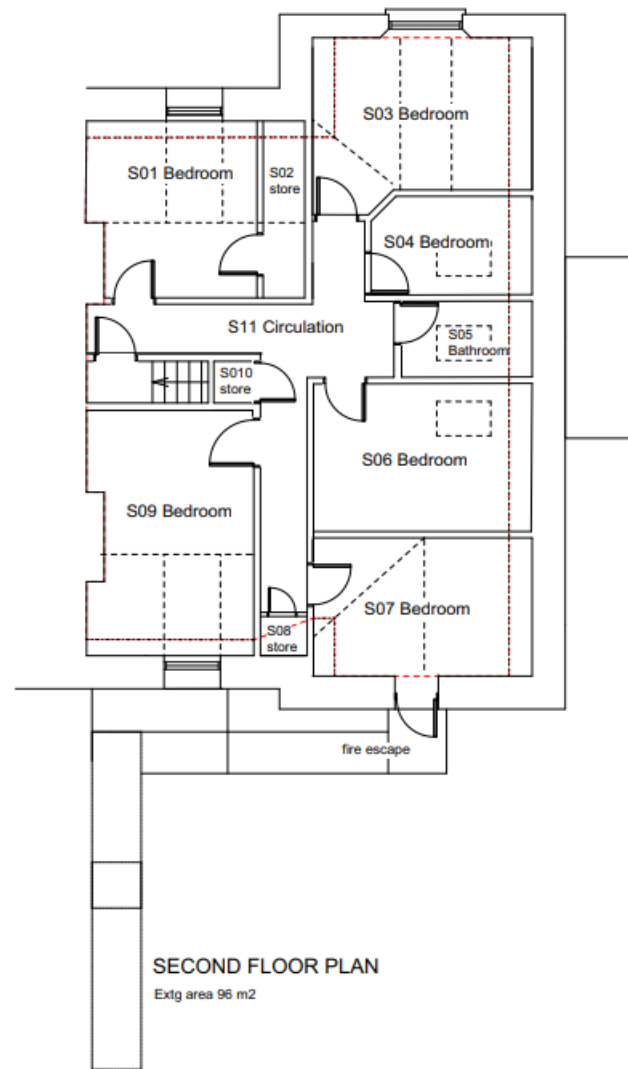 S03 Bedroom
S01 Bedroom
S02
store
S04 Bedroom
S11 Circulation
S05
Bathroom
S010
store
S06 Bedroom
S09 Bedroom
S07 Bedroom
S08
store
fire escape
SECOND FLOOR PLAN
Extg area 96 m2